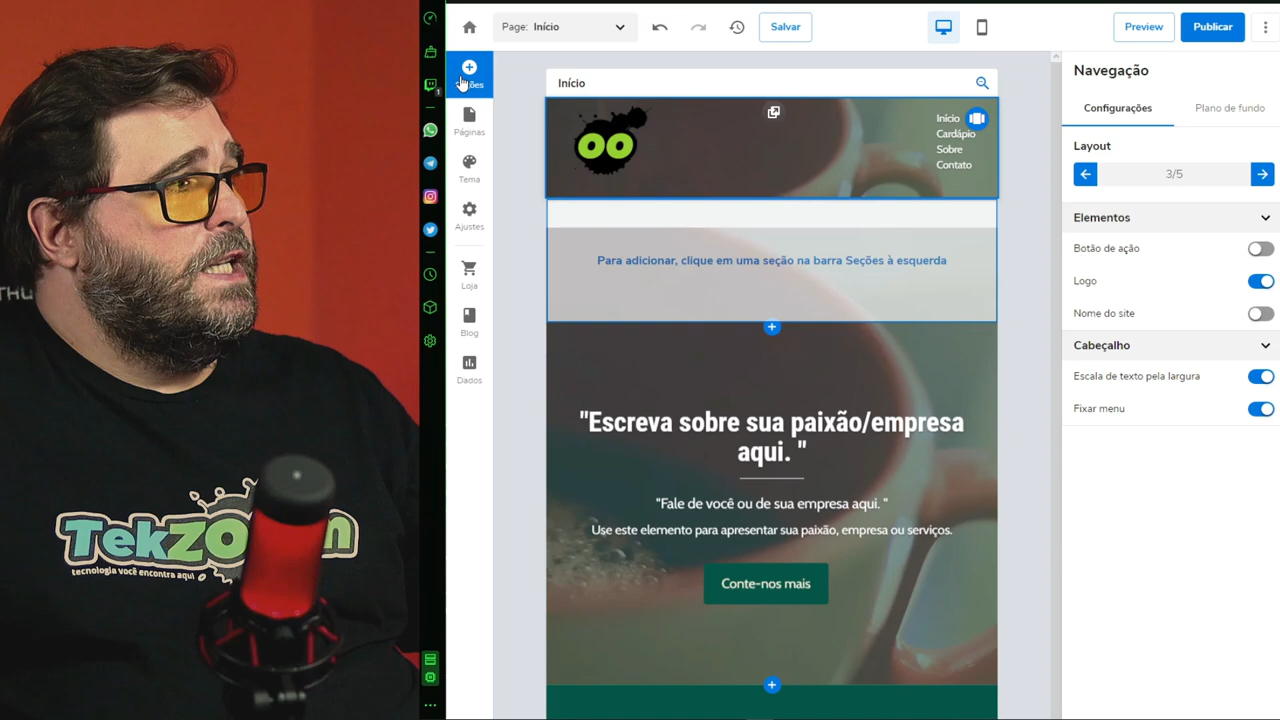 Page: Início
Salvar
Preview
Publicar
ções
Páginas
Tema
Ajustes
Loja
Blog
Dados
1
THU
TekZOOm
tecnologia você encontra aqui
Início
Início
Cardápio
Sobre
Contato
Para adicionar, clique em uma seção na barra Seções à esquerda
"Escreva sobre sua paixão/empresa
aqui. "
"Fale de você ou de sua empresa aqui. "
Use este elemento para apresentar sua paixão, empresa ou serviços.
Conte-nos mais
Navegação
Configurações
Plano de fundo
Layout
3/5
Elementos
Botão de ação
Logo
Nome do site
Cabeçalho
Escala de texto pela largura
Fixar menu